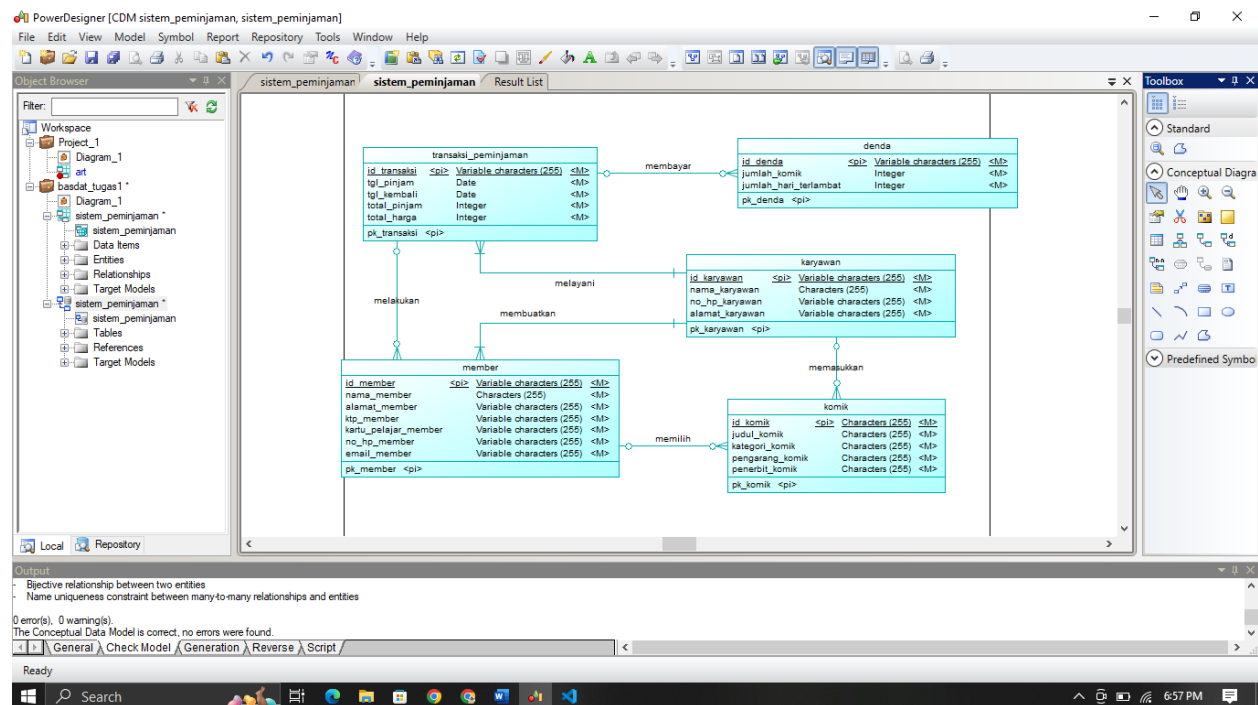 PowerDesigner [CDM sistem_peminjaman, sistem_peminjaman]
File Edit View Model Symbol Report Repository Tools Window Help
Object Browser
Filter:
Workspace
Project_1
Diagram_1
art
basdat_tugas1 *
Diagram_1
sistem_peminjaman *
sistem_peminjaman
Data Items
Entities
Relationships
Target Models
sistem_peminjaman *
sistem_peminjaman
Tables
References
Target Models
Local Repository
sistem_peminjaman sistem_peminjaman Result List
transaksi_peminjaman
id_transaksi <pi> Variable characters (255) <M>
tgl_pinjam Date <M>
tgl_kembali Date <M>
total_pinjam Integer <M>
total_harga Integer <M>
pk_transaksi <pi>
membayar
denda
id_denda <pi> Variable characters (255) <M>
jumlah_komik Integer <M>
jumlah_hari_terlambat Integer <M>
pk_denda <pi>
melayani
karyawan
id_karyawan <pi> Variable characters (255) <M>
nama_karyawan Characters (255) <M>
no_hp_karyawan Variable characters (255) <M>
alamat_karyawan Variable characters (255) <M>
pk_karyawan <pi>
melakukan
membuatkan
member
id_member <pi> Variable characters (255) <M>
nama_member Characters (255) <M>
alamat_member Variable characters (255) <M>
ktp_member Variable characters (255) <M>
kartu_pelajar_member Variable characters (255) <M>
no_hp_member Variable characters (255) <M>
email_member Variable characters (255) <M>
pk_member <pi>
memasukkan
memilih
komik
id_komik <pi> Characters (255) <M>
judul_komik Characters (255) <M>
kategori_komik Characters (255) <M>
pengarang_komik Characters (255) <M>
penerbit_komik Characters (255) <M>
pk_komik <pi>
Toolbox
Standard
Conceptual Diagra
Predefined Symbo
Output
- Bijective relationship between two entities
- Name uniqueness constraint between many-to-many relationships and entities
0 error(s), 0 warning(s).
The Conceptual Data Model is correct, no errors were found.
General Check Model Generation Reverse Script
Ready
Search
6:57 PM